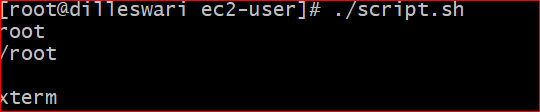 [root@dilleswari ec2-user]# ./script.sh
root
/root
xterm